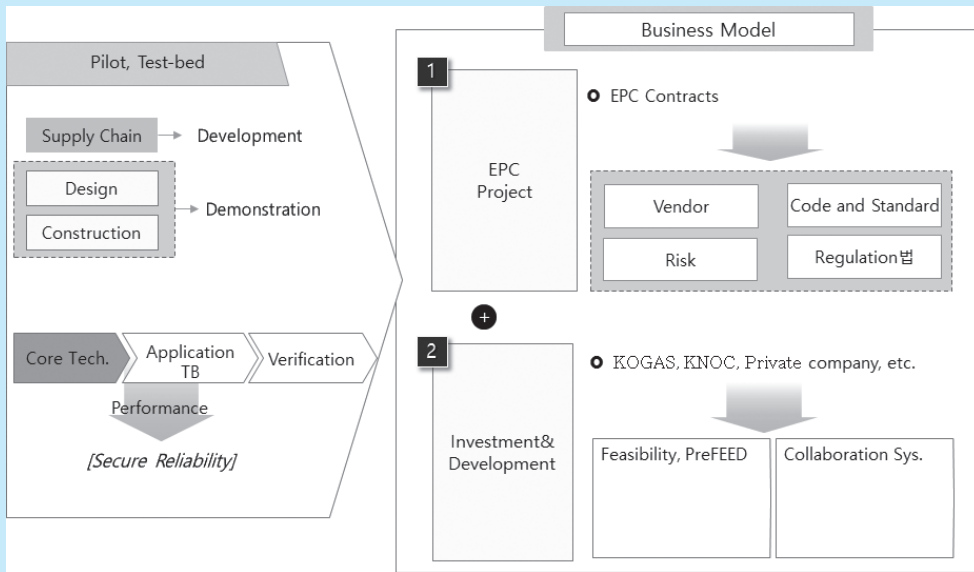 Pilot, Test-bed
Supply Chain
Development
Design
Construction
Demonstration
Core Tech.
Application
TB
Verification
Performance
[Secure Reliability]
Business Model
1
EPC
Project
EPC Contracts
Vendor
Code and Standard
Risk
Regulation법
+
2
Investment&
Development
KOGAS, KNOC, Private company, etc.
Feasibility, PreFEED
Collaboration Sys.